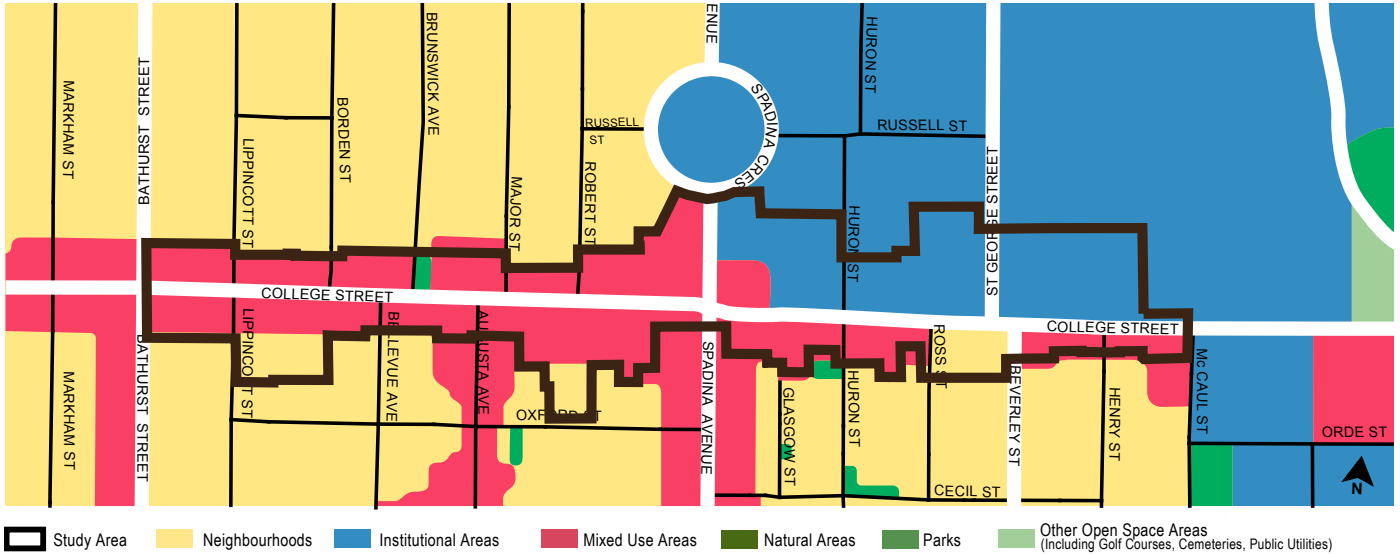 MARKHAM ST
BATHURST STREET
LIPPINCOTT ST
BORDEN ST
BRUNSWICK AVE
MAJOR ST
RUSSELL
ST
ROBERT ST
ENUE
SPADINA CRES
HURON ST
RUSSELL ST
HURON ST
ST GEORGE STREET
COLLEGE STREET
COLLEGE STREET
MARKHAM ST
BATHURST STREET
LIPPINCOTT ST
BELLEVUE AVE
AUGUSTA AVE
OXFORD ST
SPADINA AVENUE
GLASGOW ST
HURON ST
ROSS ST
CECIL ST
BEVERLEY ST
HENRY ST
McCAUL ST
ORDE ST
N
Study Area
Neighbourhoods
Institutional Areas
Mixed Use Areas
Natural Areas
Parks
Other Open Space Areas
(Including Golf Courses, Cemeteries, Public Utilities)